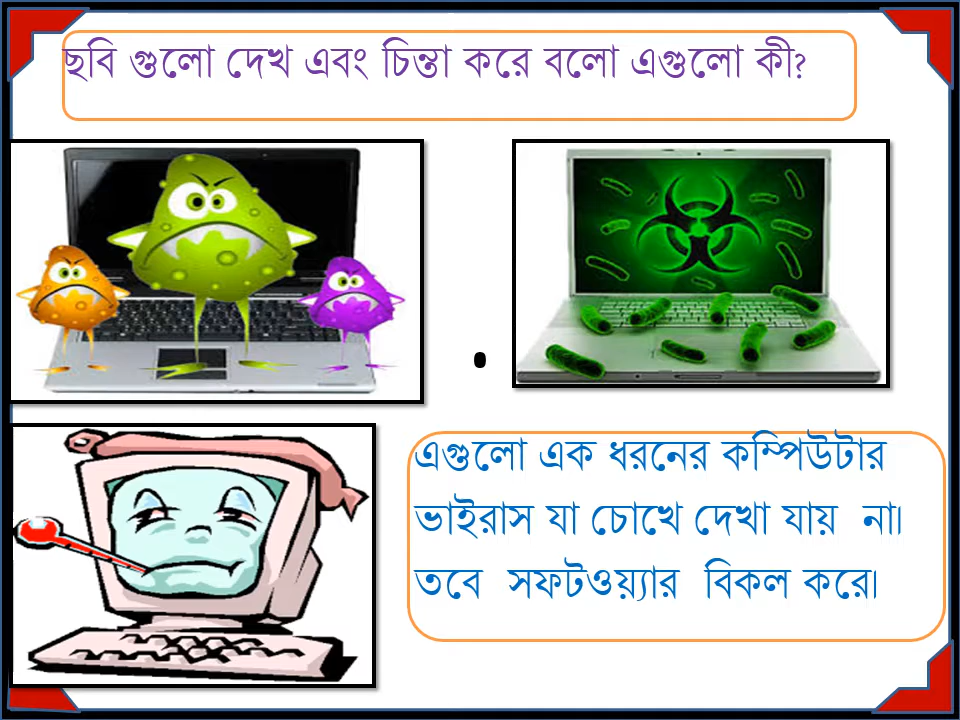 ছবি গুলো দেখ এবং চিন্তা করে বলো এগুলো কী?
এগুলো এক ধরনের কম্পিউটার
ভাইরাস যা চোখে দেখা যায় না।
তবে সফটওয়্যার বিকল করে।